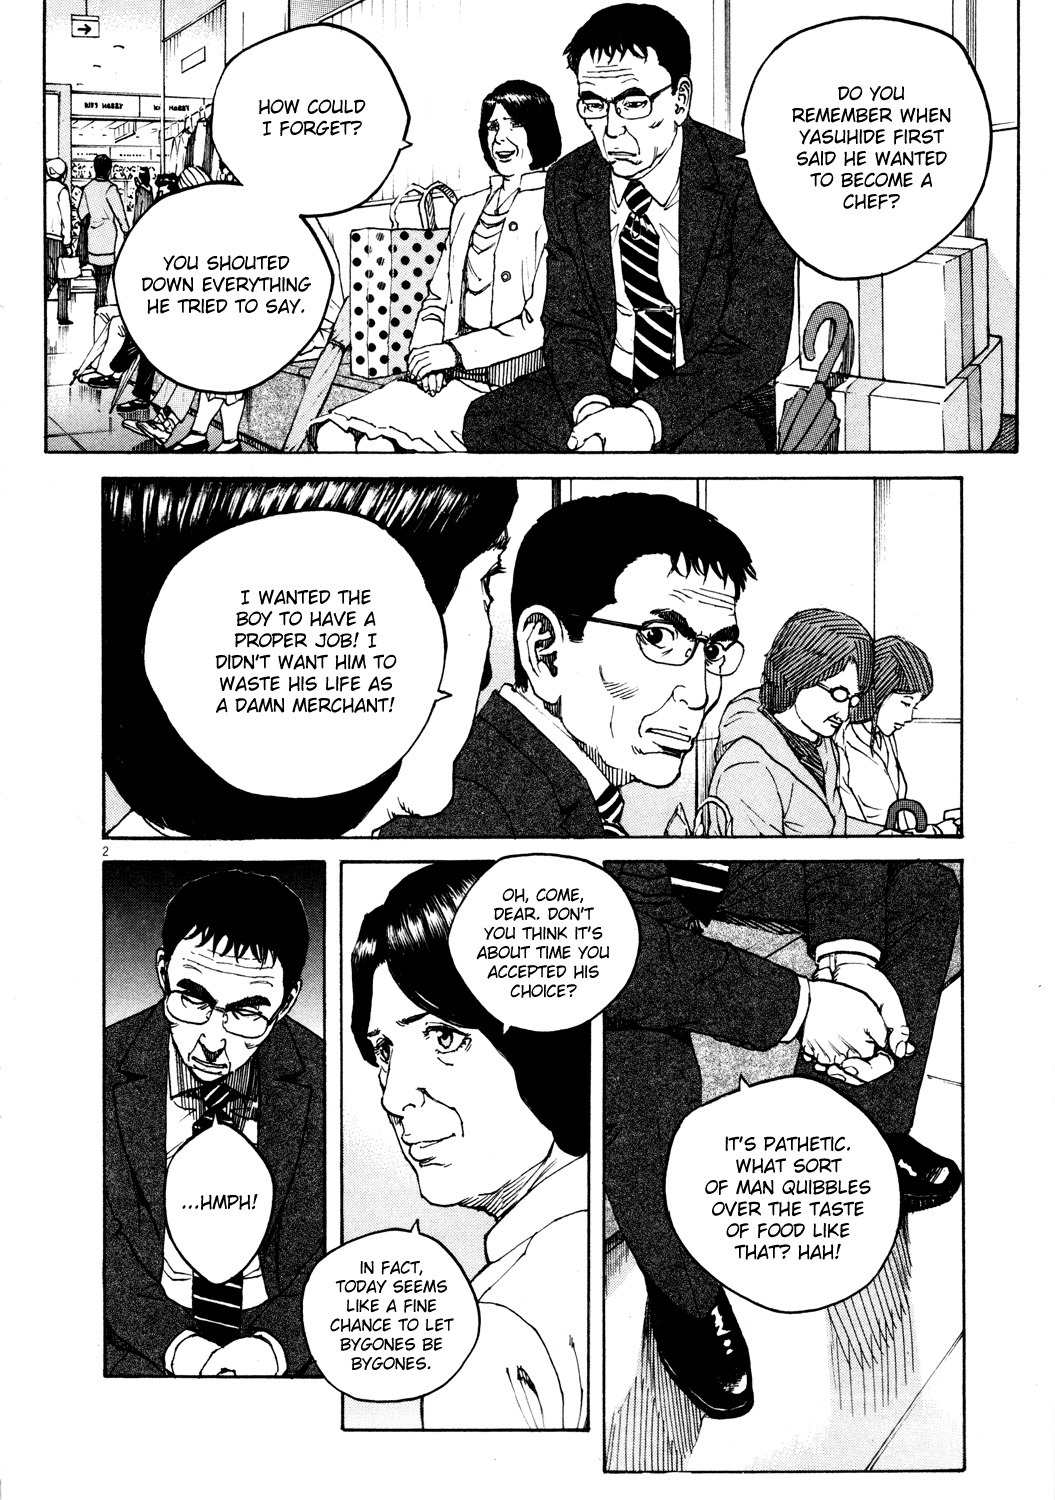 DO YOU
REMEMBER WHEN
YASUHIDE FIRST
SAID HE WANTED
TO BECOME A
CHEF?
HOW COULD
I FORGET?
YOU SHOUTED
DOWN EVERYTHING
HE TRIED TO SAY.
I WANTED THE
BOY TO HAVE A
PROPER JOB! I
DIDN'T WANT HIM TO
WASTE HIS LIFE AS
A DAMN MERCHANT!
2
IT'S PATHETIC.
WHAT SORT
OF MAN QUIBBLES
OVER THE TASTE
OF FOOD LIKE
THAT? HAH!
OH, COME,
DEAR. DON'T
YOU THINK IT'S
ABOUT TIME YOU
ACCEPTED HIS
CHOICE?
IN FACT,
TODAY SEEMS
LIKE A FINE
CHANCE TO LET
BYGONES BE
BYGONES.
...HMPH!